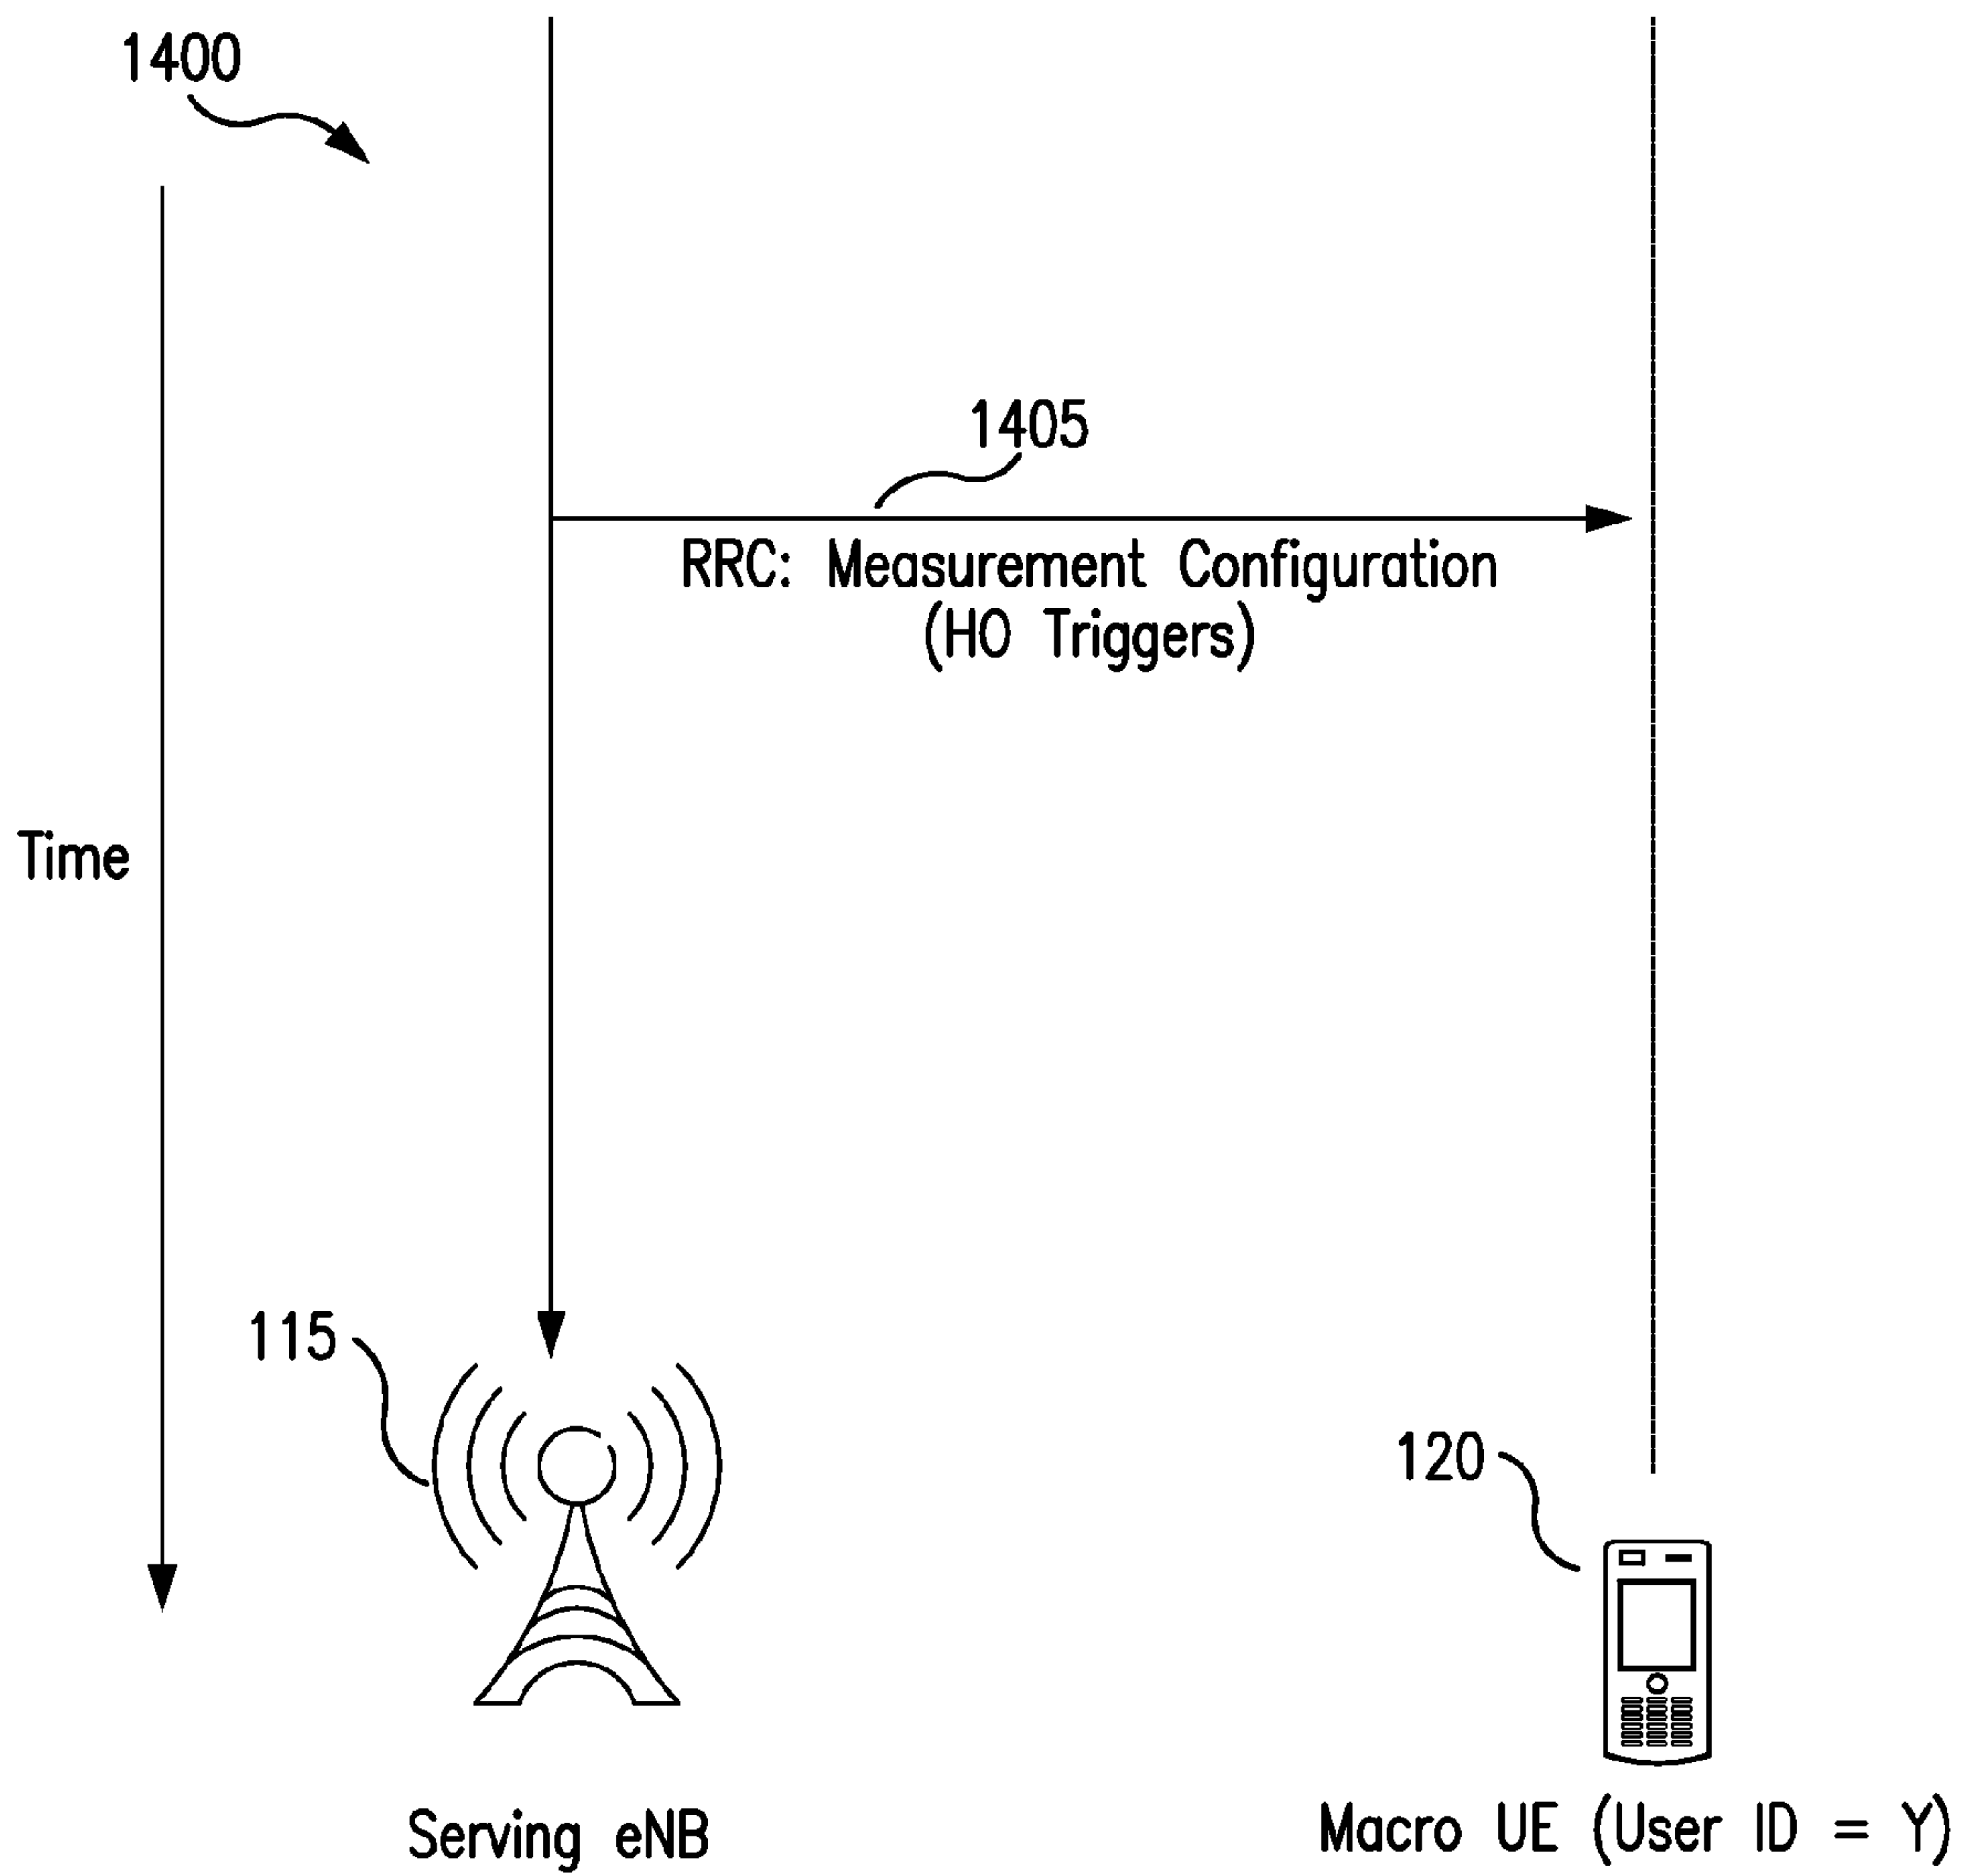 1400
1405
RRC: Measurement Configuration
(HO Triggers)
Time
115
120
Serving eNB
Macro UE (User ID = Y)